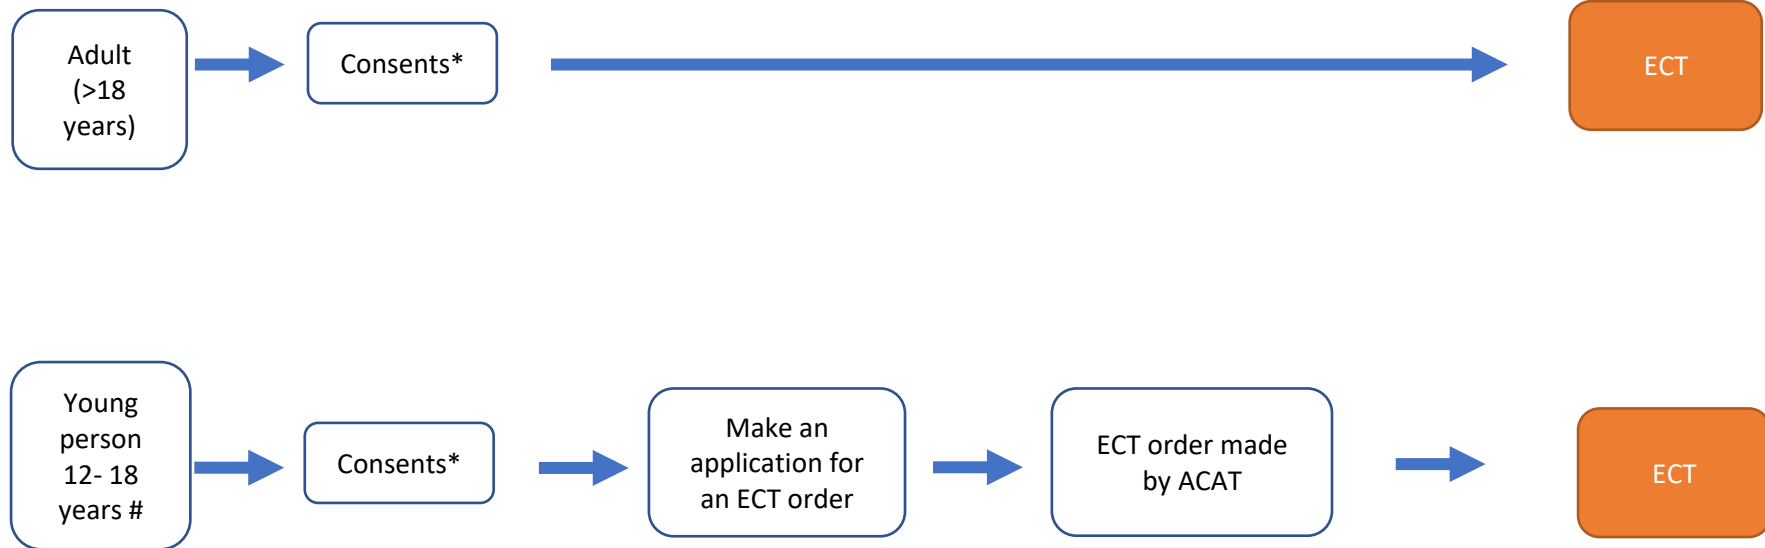 Adult
(>18
years)
Consents*
ECT
Young
person
12- 18
years #
Consents*
Make an
application for
an ECT order
ECT order made
by ACAT
ECT